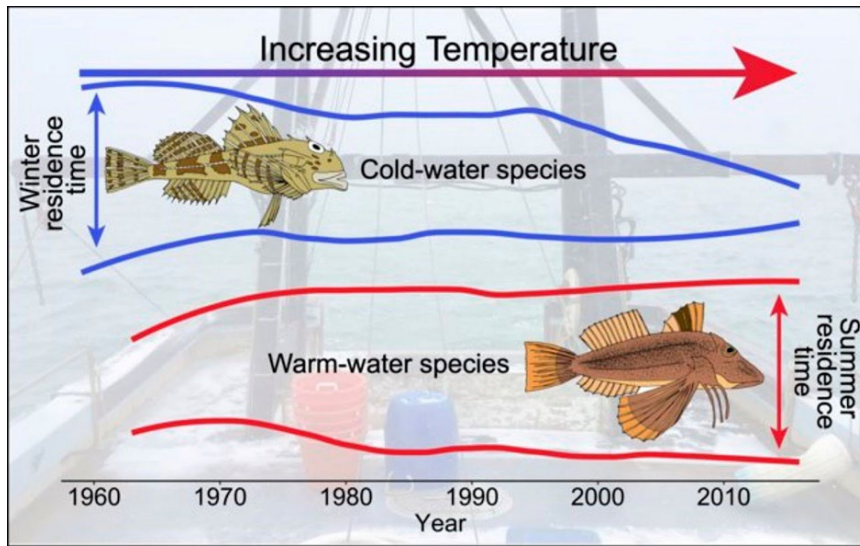 Increasing Temperature
Winter
residence
time
Cold-water species
Warm-water species
Summer
residence
time
1960 1970 1980 1990 2000 2010
Year